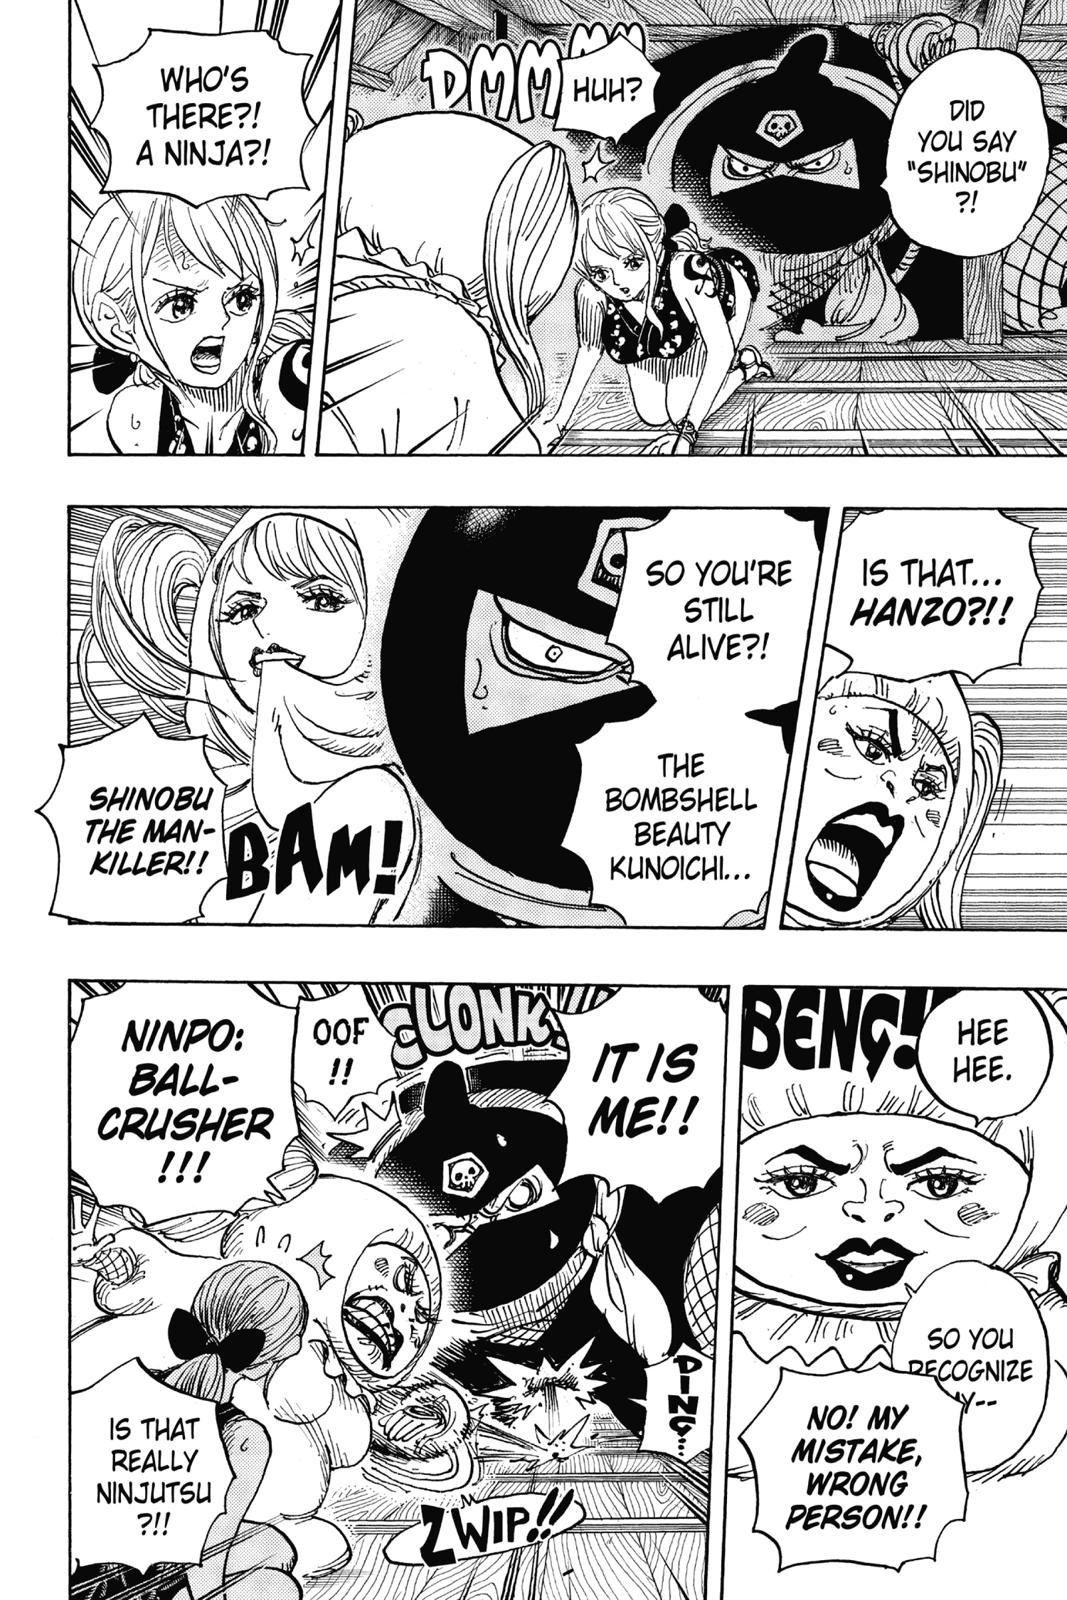 DID
YOU SAY
"SHINOBU"
?!
HUH?
DMMMM
WHO'S
THERE?!
A NINJA?!
IS THAT...
HANZO?!!
SO YOU'RE
STILL
ALIVE?!
THE
BOMBSHELL
BEAUTY
KUNOICHI...
SHINOBU
THE MAN-
KILLER!!
BAM!
BENG!
HEE
HEE.
SO YOU
RECOGNIZE
MY--
NO! MY
MISTAKE,
WRONG
PERSON!!
IT IS
ME!!
CLONK
OOF
!!
NINPO:
BALL-
CRUSHER
!!!
DING...
ZWIP!!
IS THAT
REALLY
NINJUTSU
?!!